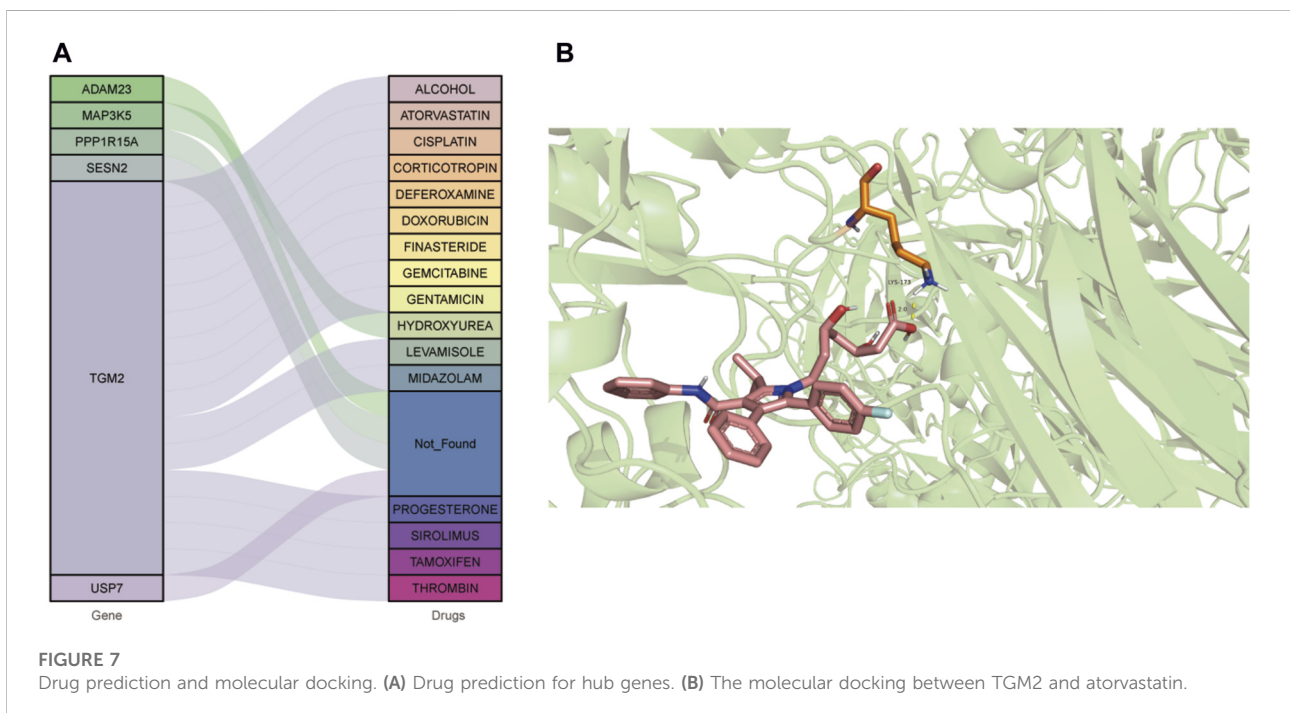 A
ADAM23
MAP3K5
PPP1R15A
SESN2
TGM2
USP7
Gene
ALCOHOL
ATORVASTATIN
CISPLATIN
CORTICOTROPIN
DEFEROXAMINE
DOXORUBICIN
FINASTERIDE
GEMCITABINE
GENTAMICIN
HYDROXYUREA
LEVAMISOLE
MIDAZOLAM
Not_Found
PROGESTERONE
SIROLIMUS
TAMOXIFEN
THROMBIN
Drugs
B
LYS-173
2.0
FIGURE 7
Drug prediction and molecular docking. (A) Drug prediction for hub genes. (B) The molecular docking between TGM2 and atorvastatin.